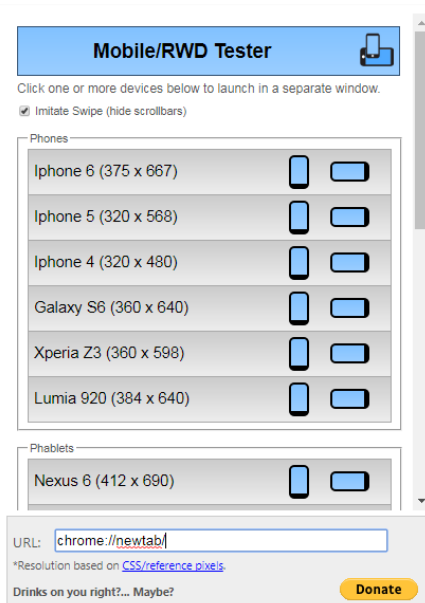 Mobile/RWD Tester
Click one or more devices below to launch in a separate window.
Imitate Swipe (hide scrollbars)
Phones
Iphone 6 (375 x 667)
Iphone 5 (320 x 568)
Iphone 4 (320 x 480)
Galaxy S6 (360 x 640)
Xperia Z3 (360 x 598)
Lumia 920 (384 x 640)
Phablets
Nexus 6 (412 x 690)
URL: chrome://newtab/
*Resolution based on CSS/reference pixels.
Drinks on you right?... Maybe?
Donate